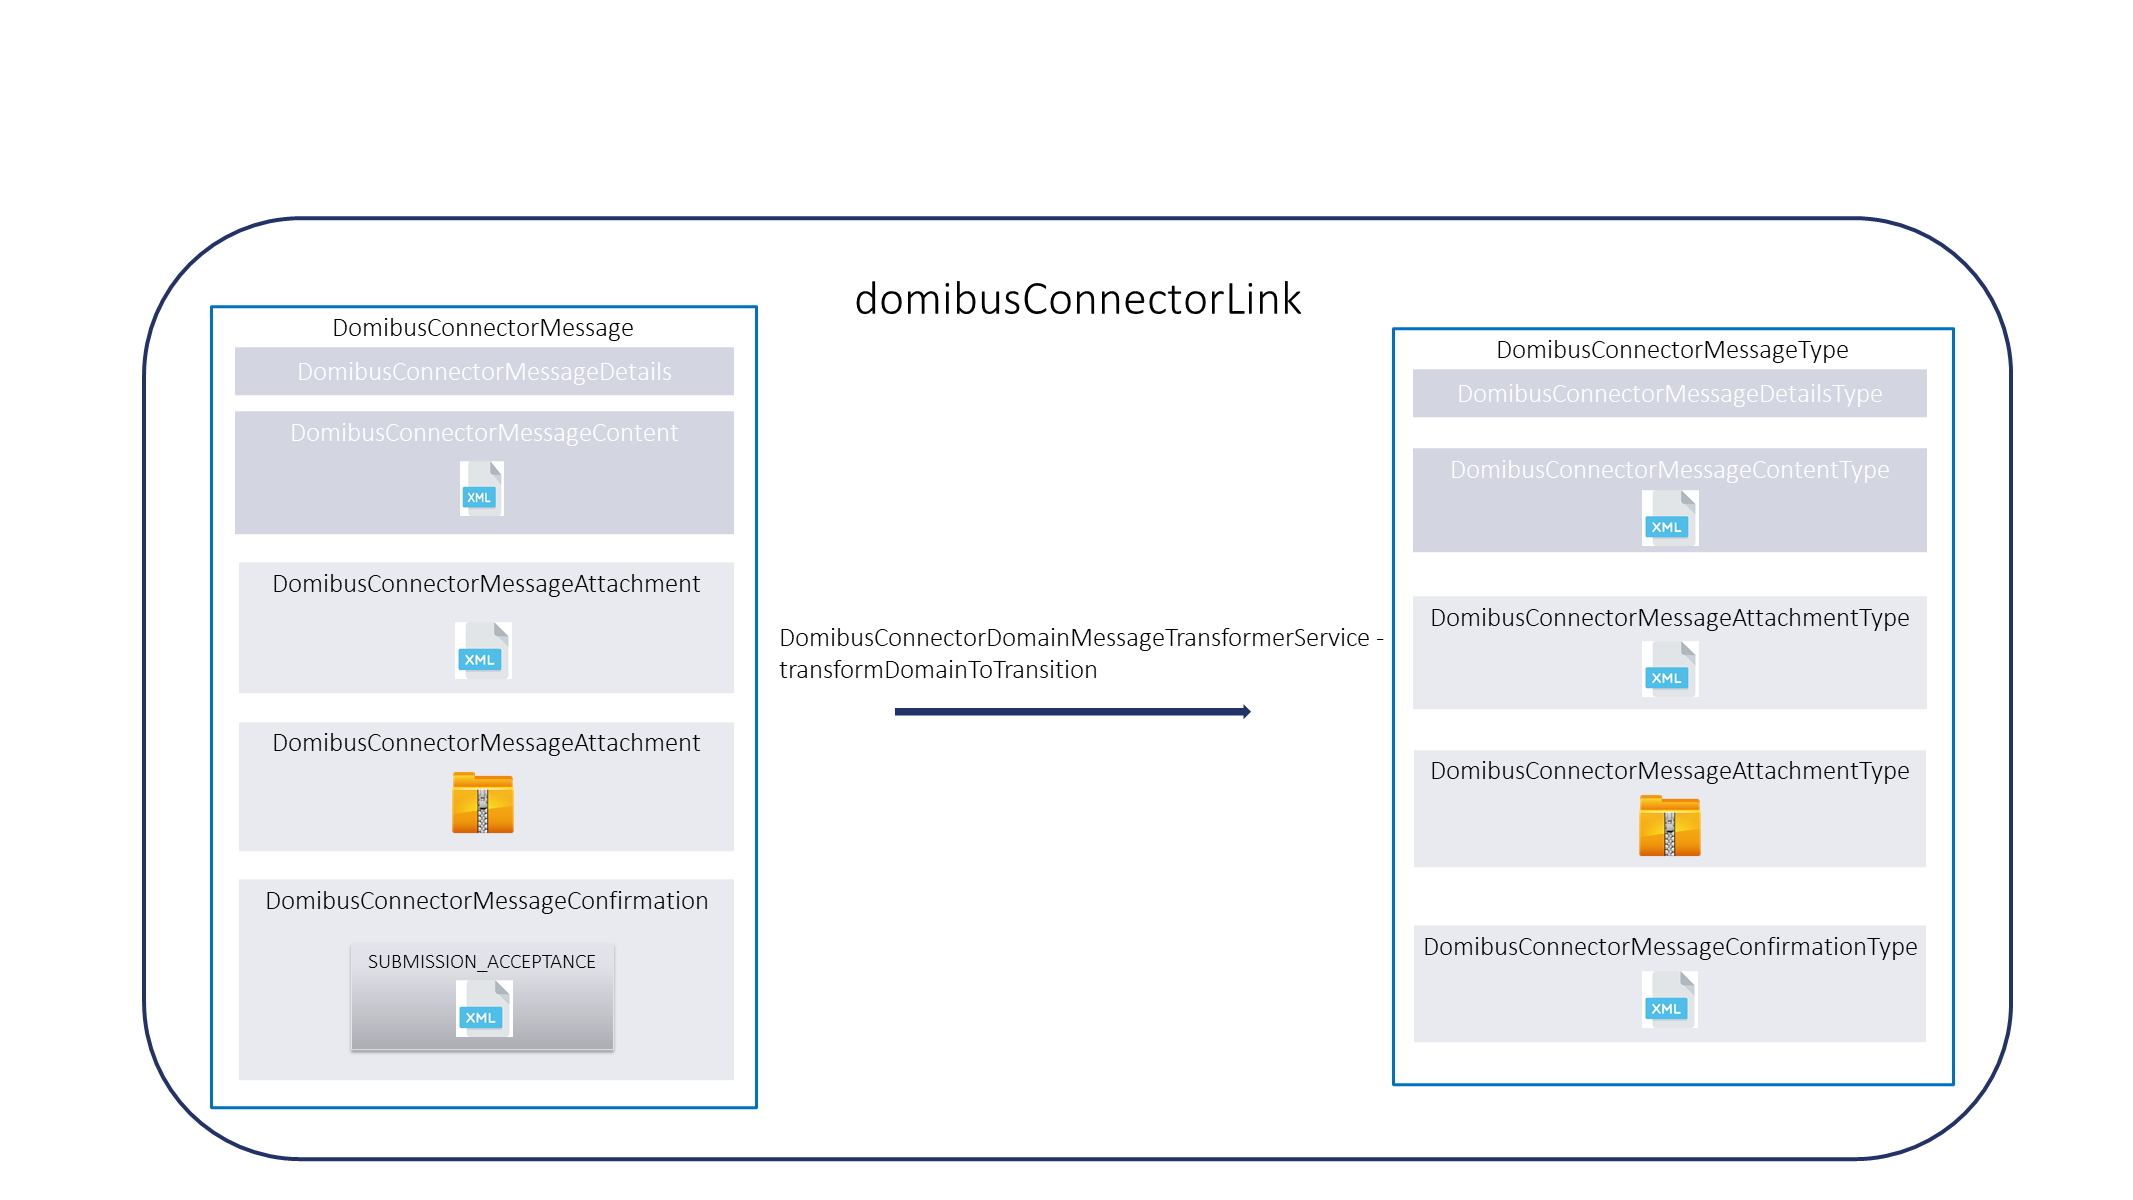 domibusConnectorLink
DomibusConnectorMessage
DomibusConnectorMessageDetails
DomibusConnectorMessageContent
XML
DomibusConnectorMessageAttachment
XML
DomibusConnectorMessageAttachment
DomibusConnectorMessageConfirmation
SUBMISSION_ACCEPTANCE
XML
DomibusConnectorDomainMessageTransformerService -
transformDomainToTransition
DomibusConnectorMessageType
DomibusConnectorMessageDetailsType
DomibusConnectorMessageContentType
XML
DomibusConnectorMessageAttachmentType
XML
DomibusConnectorMessageAttachmentType
DomibusConnectorMessageConfirmationType
XML